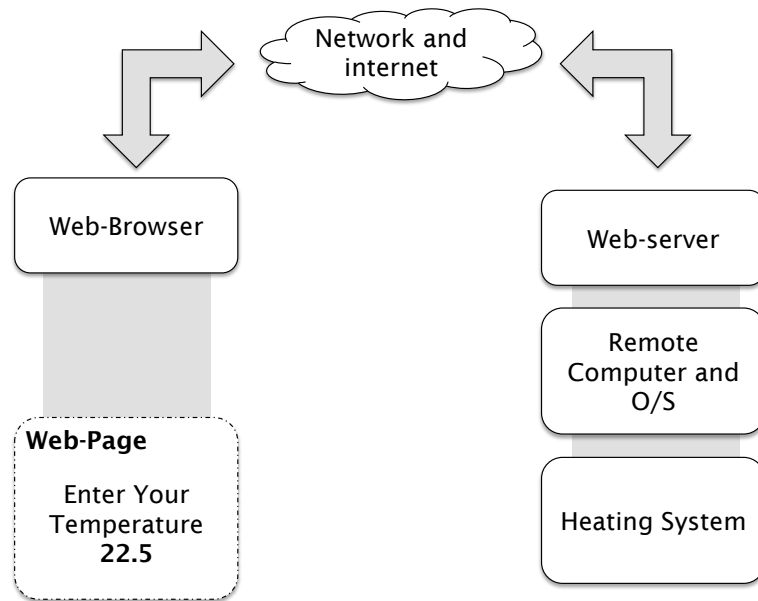 Network and
internet
Web-Browser
Web-server
Remote
Computer and
O/S
Web-Page
Enter Your
Temperature
22.5
Heating System